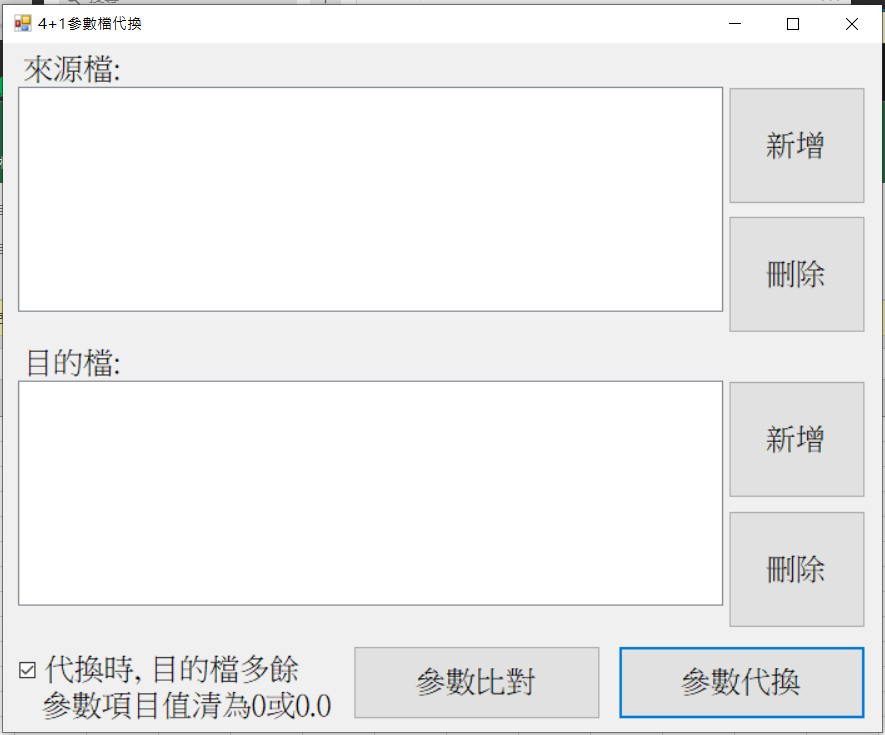 4+1參數檔代換
來源檔:
新增
刪除
目的檔:
新增
刪除
代換時, 目的檔多餘
參數項目值清為0或0.0
參數比對
參數代換